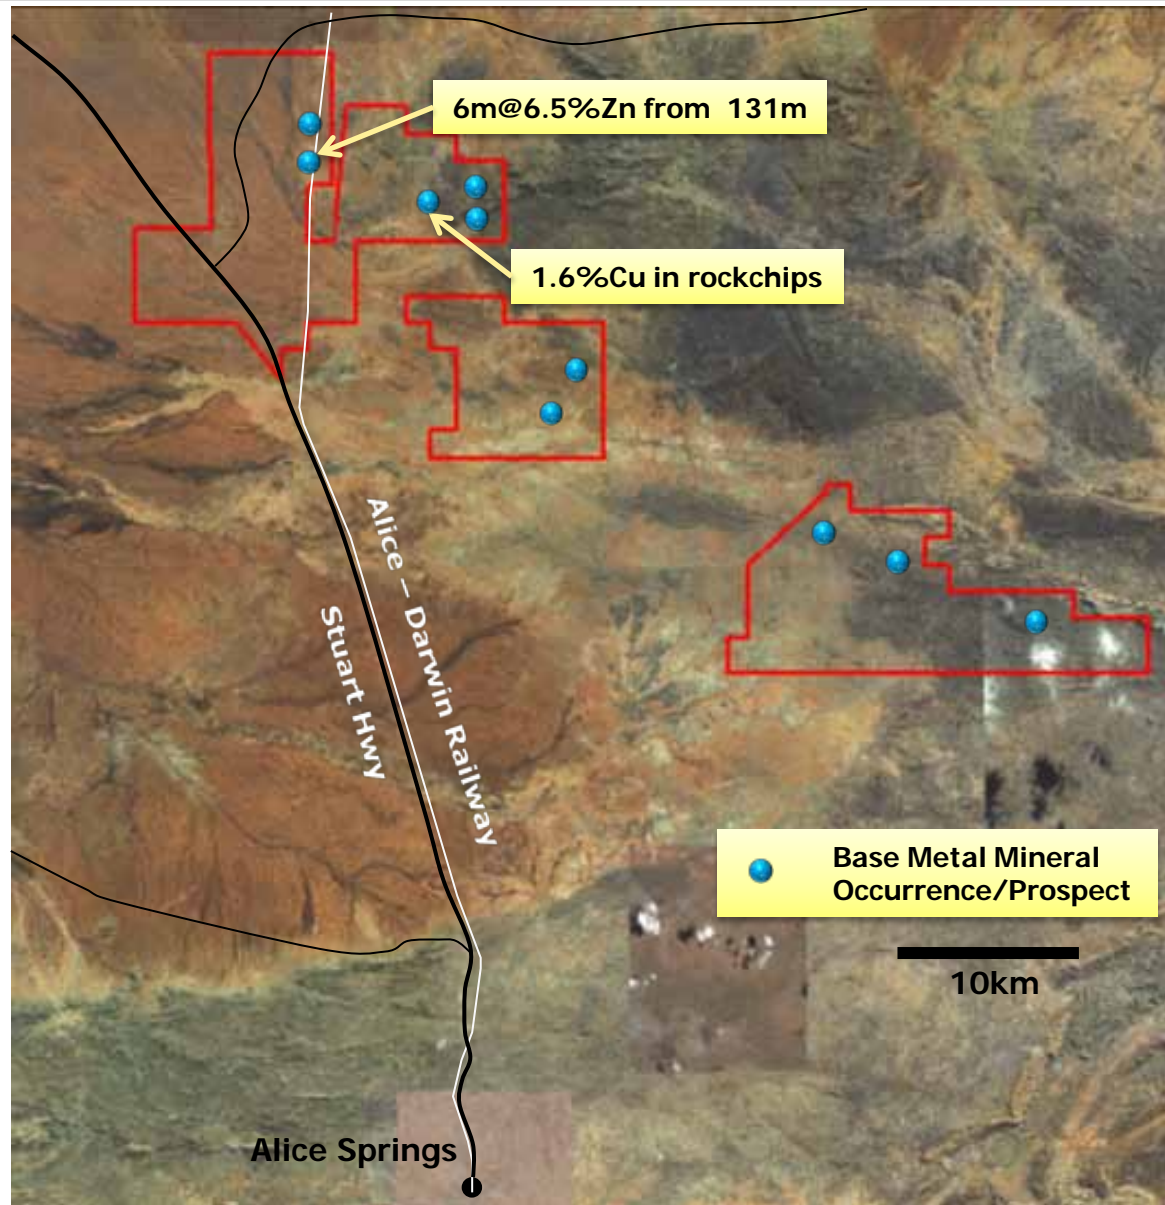 6m@6.5%Zn from 131m
1.6%Cu in rockchips
Alice – Darwin Railway
Stuart Hwy
Base Metal Mineral
Occurrence/Prospect
10km
Alice Springs